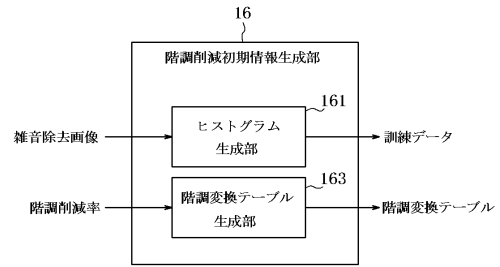 16
階調削減初期情報生成部
161
ヒストグラム
生成部
雑音除去画像
訓練データ
163
階調変換テーブル
生成部
階調削減率
階調変換テーブル